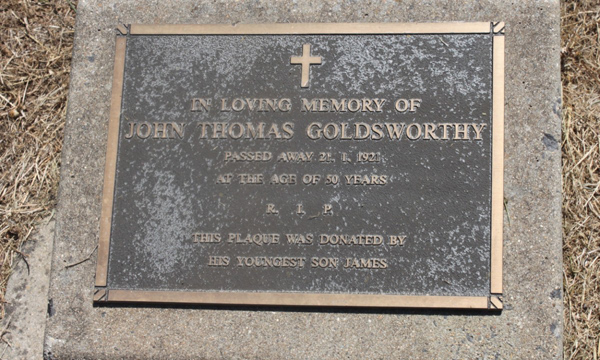 IN LOVING MEMORY OF
JOHN THOMAS GOLDSWORTHY
PASSED AWAY 1. 1921
AT THE AGE OF 50 YEARS
R. I. P.
THIS PLAQUE WAS DONATED BY
HIS YOUNGEST SON JAMES